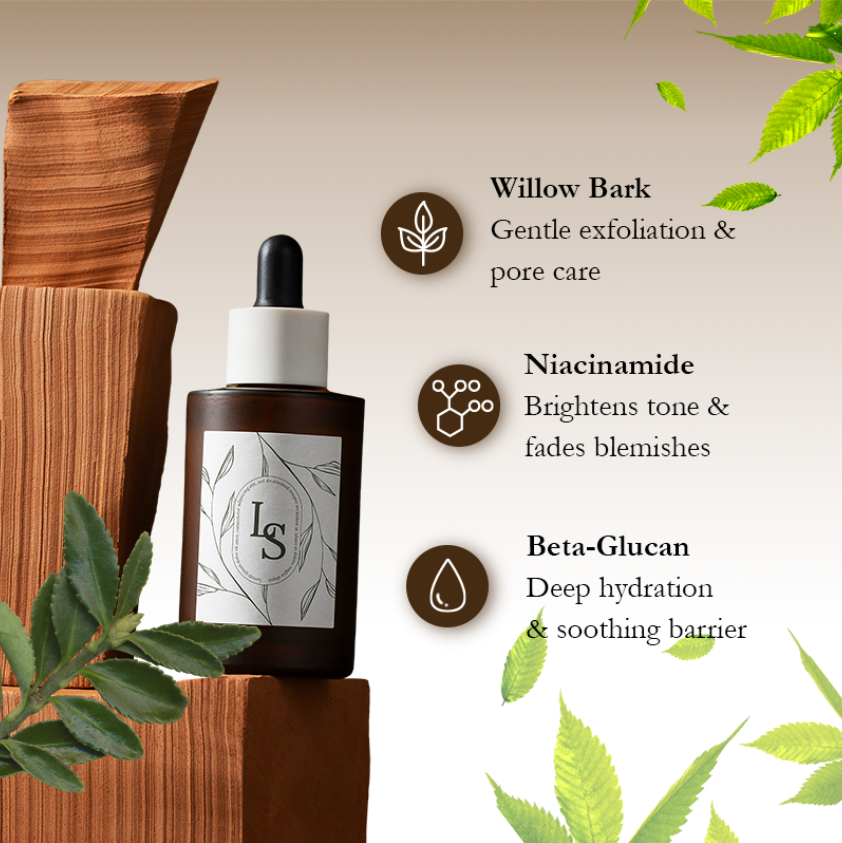 Willow Bark
Gentle exfoliation &
pore care
Niacinamide
Brightens tone &
fades blemishes
LS
Beta-Glucan
Deep hydration
& soothing barrier